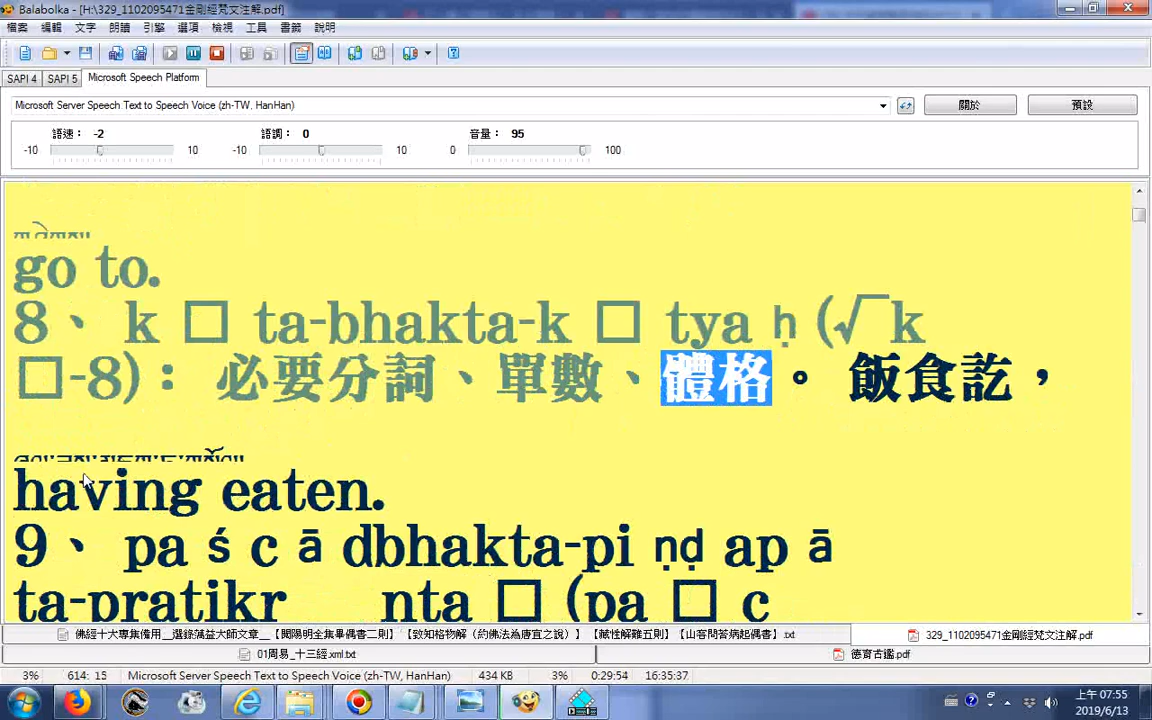 Balabolka - [H:\329_1102095471金剛經梵文注解.pdf]
檔案 編輯 文字 朗讀 引擎 選項 檢視 工具 書籤 說明
SAPI 4 SAPI 5 Microsoft Speech Platform
Microsoft Server Speech Text to Speech Voice (zh-TW, HanHan) 關於 預設
語速： -2 語調： 0 音量： 95
-10 10 -10 10 0 100
go to.
8、 k □ ta-bhakta-k □ tya ḥ (√k
□-8)： 必要分詞、單數、體格。 飯食訖，
having eaten.
9、 pa ś c ā dbhakta-pi ṇḍ ap ā
ta-pratikr nta □ (pa □ c
佛經十大專集備用__選錄蕅益大師文章__【閱陽明全集畢偶書二則】【致知格物解（約佛法為唐宜之說）】【藏性解難五則】【山客問答病起偶書】.txt 329_1102095471金剛經梵文注解.pdf
01周易_十三經.xml.txt 德育古鑑.pdf
3% 614: 15 Microsoft Server Speech Text to Speech Voice (zh-TW, HanHan) 434 KB 3% 0:29:54 16:35:37
上午 07:55
2019/6/13